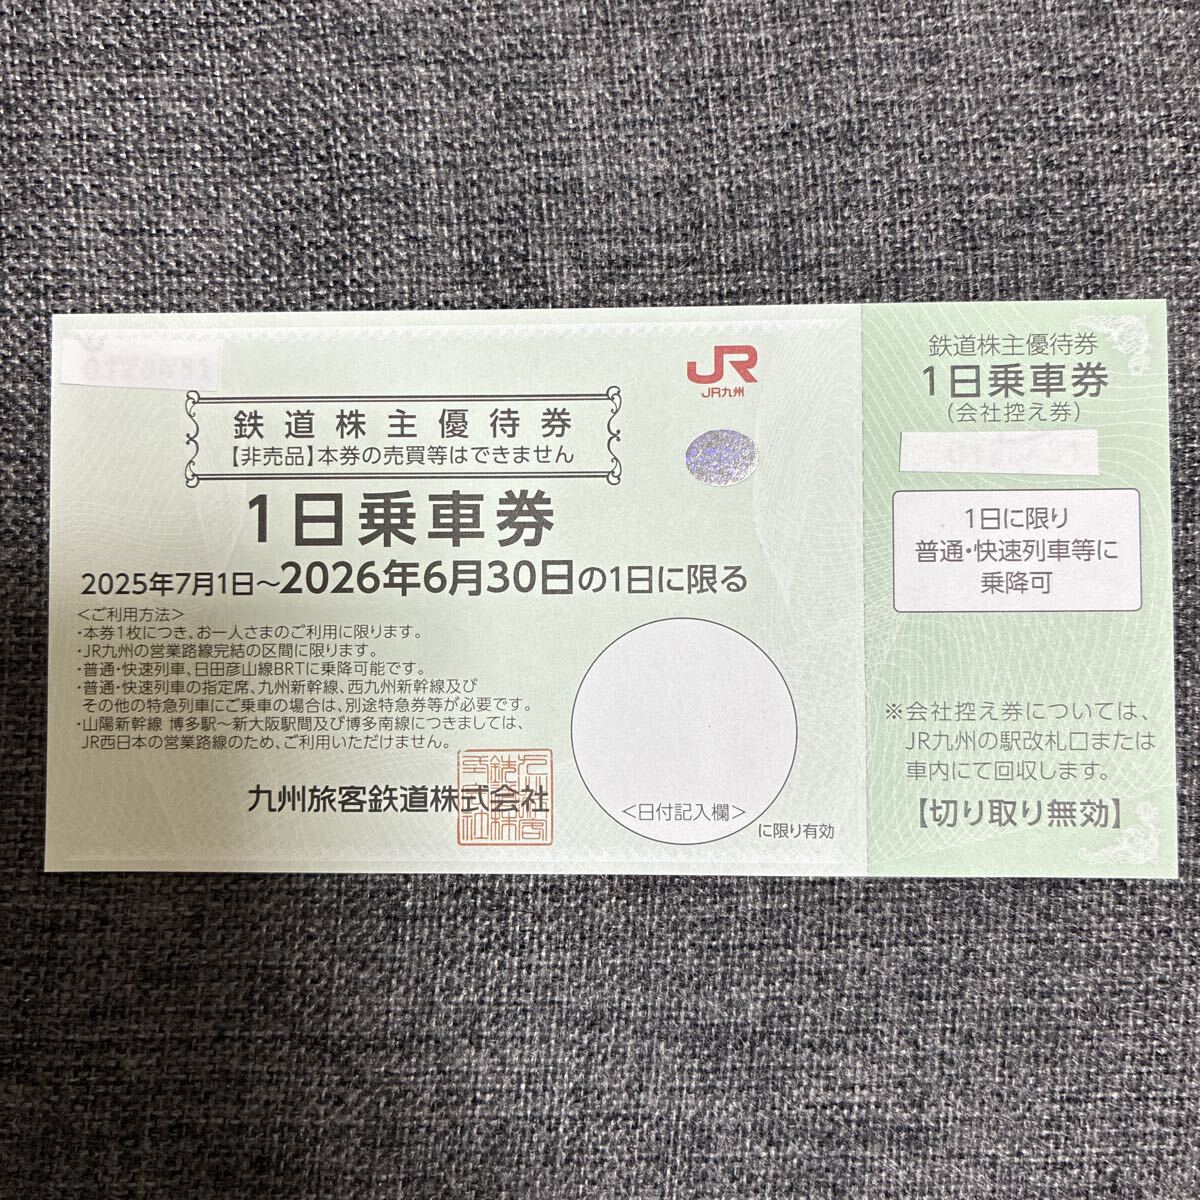 JR
JR九州
鉄道株主優待券
【非売品】本券の売買等はできません
1日乗車券
2025年7月1日～2026年6月30日の1日に限る
＜ご利用方法＞
・本券1枚につき、お一人さまのご利用に限ります。
・JR九州の営業路線完結の区間に限ります。
・普通・快速列車、日田彦山線BRTに乗降可能です。
・普通・快速列車の指定席、九州新幹線、西九州新幹線及び
その他の特急列車にご乗車の場合は、別途特急券等が必要です。
・山陽新幹線 博多駅～新大阪駅間及び博多南線につきましては、
JR西日本の営業路線のため、ご利用いただけません。
九州旅客鉄道株式会社
＜日付記入欄＞
に限り有効
鉄道株主優待券
1日乗車券
（会社控え券）
1日に限り
普通・快速列車等に
乗降可
※会社控え券については、
JR九州の駅改札口または
車内にて回収します。
【切り取り無効】